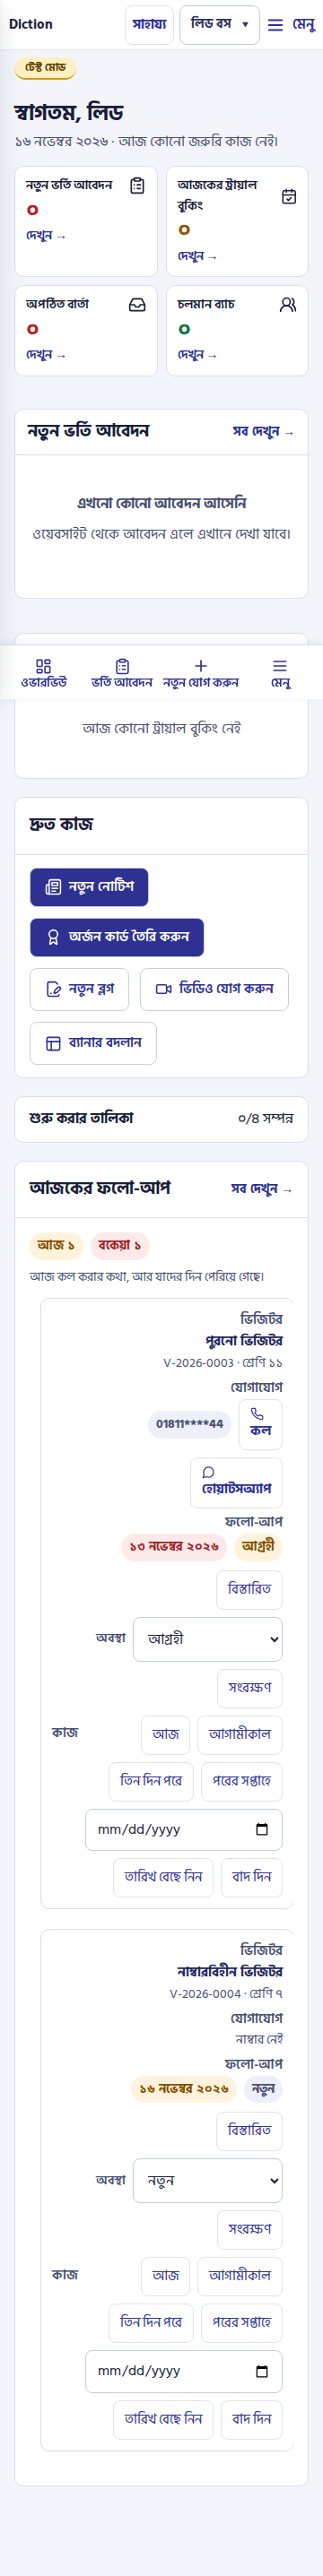 Diction
সাহায্য
লিড বস ▼
মেনু
টেস্ট মোড
স্বাগতম, লিড
১৬ নভেম্বর ২০২৬ · আজ কোনো জরুরি কাজ নেই।
নতুন ভর্তি আবেদন
০
দেখুন →
আজকের ট্রায়াল বুকিং
০
দেখুন →
অপঠিত বার্তা
০
দেখুন →
চলমান ব্যাচ
০
দেখুন →
নতুন ভর্তি আবেদন
সব দেখুন →
এখনো কোনো আবেদন আসেনি
ওয়েবসাইট থেকে আবেদন এলে এখানে দেখা যাবে।
ওভারভিউ
ভর্তি আবেদন
নতুন যোগ করুন
মেনু
আজ কোনো ট্রায়াল বুকিং নেই
দ্রুত কাজ
নতুন নোটিশ
অর্জন কার্ড তৈরি করুন
নতুন ব্লগ
ভিডিও যোগ করুন
ব্যানার বদলান
শুরু করার তালিকা
০/৪ সম্পন্ন
আজকের ফলো-আপ
সব দেখুন →
আজ ১
বকেয়া ১
আজ কল করার কথা, আর যাদের দিন পেরিয়ে গেছে।
ভিজিটর
পুরনো ভিজিটর
V-2026-0003 · শ্রেণি ১১
যোগাযোগ
01811****44
কল
হোয়াটসঅ্যাপ
ফলো-আপ
১৩ নভেম্বর ২০২৬
আগ্রহী
বিস্তারিত
অবস্থা
আগ্রহী
সংরক্ষণ
কাজ
আজ
আগামীকাল
তিন দিন পরে
পরের সপ্তাহে
mm/dd/yyyy
তারিখ বেছে নিন
বাদ দিন
ভিজিটর
নাম্বারবিহীন ভিজিটর
V-2026-0004 · শ্রেণি ৭
যোগাযোগ
নাম্বার নেই
ফলো-আপ
১৬ নভেম্বর ২০২৬
নতুন
বিস্তারিত
অবস্থা
নতুন
সংরক্ষণ
কাজ
আজ
আগামীকাল
তিন দিন পরে
পরের সপ্তাহে
mm/dd/yyyy
তারিখ বেছে নিন
বাদ দিন